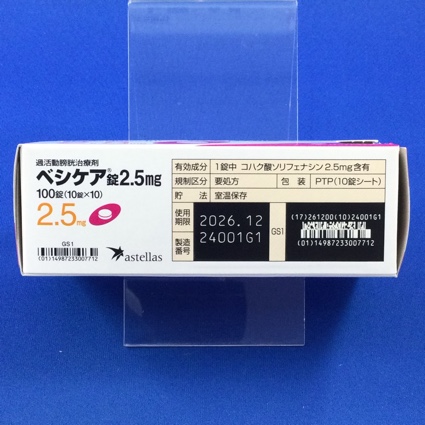 過活動膀胱治療剤
ベシケア®錠2.5mg
100錠(10錠×10)
2.5mg
GS1
(01)14987233007712
astellas
有効成分 1錠中 コハク酸ソリフェナシン2.5mg含有
規制区分 要処方 包装 PTP(10錠シート)
貯法 室温保存
使用期限 2026.12
製造番号 24001G1
GS1
(17)261200(10)24001G1
(01)14987233007712